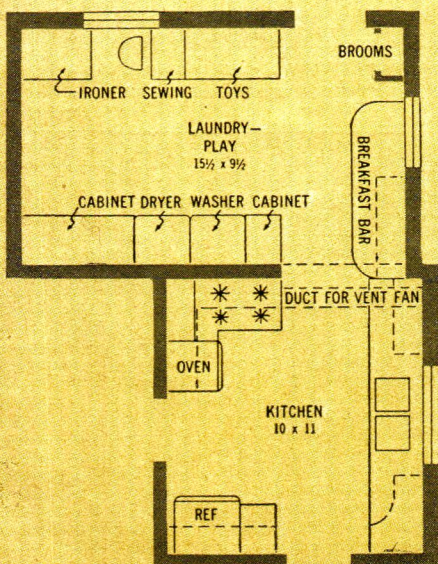 BROOMS
IRONER SEWING TOYS
LAUNDRY–
PLAY
15½ x 9½
BREAKFAST BAR
CABINET DRYER WASHER CABINET
DUCT FOR VENT FAN
OVEN
KITCHEN
10 x 11
REF